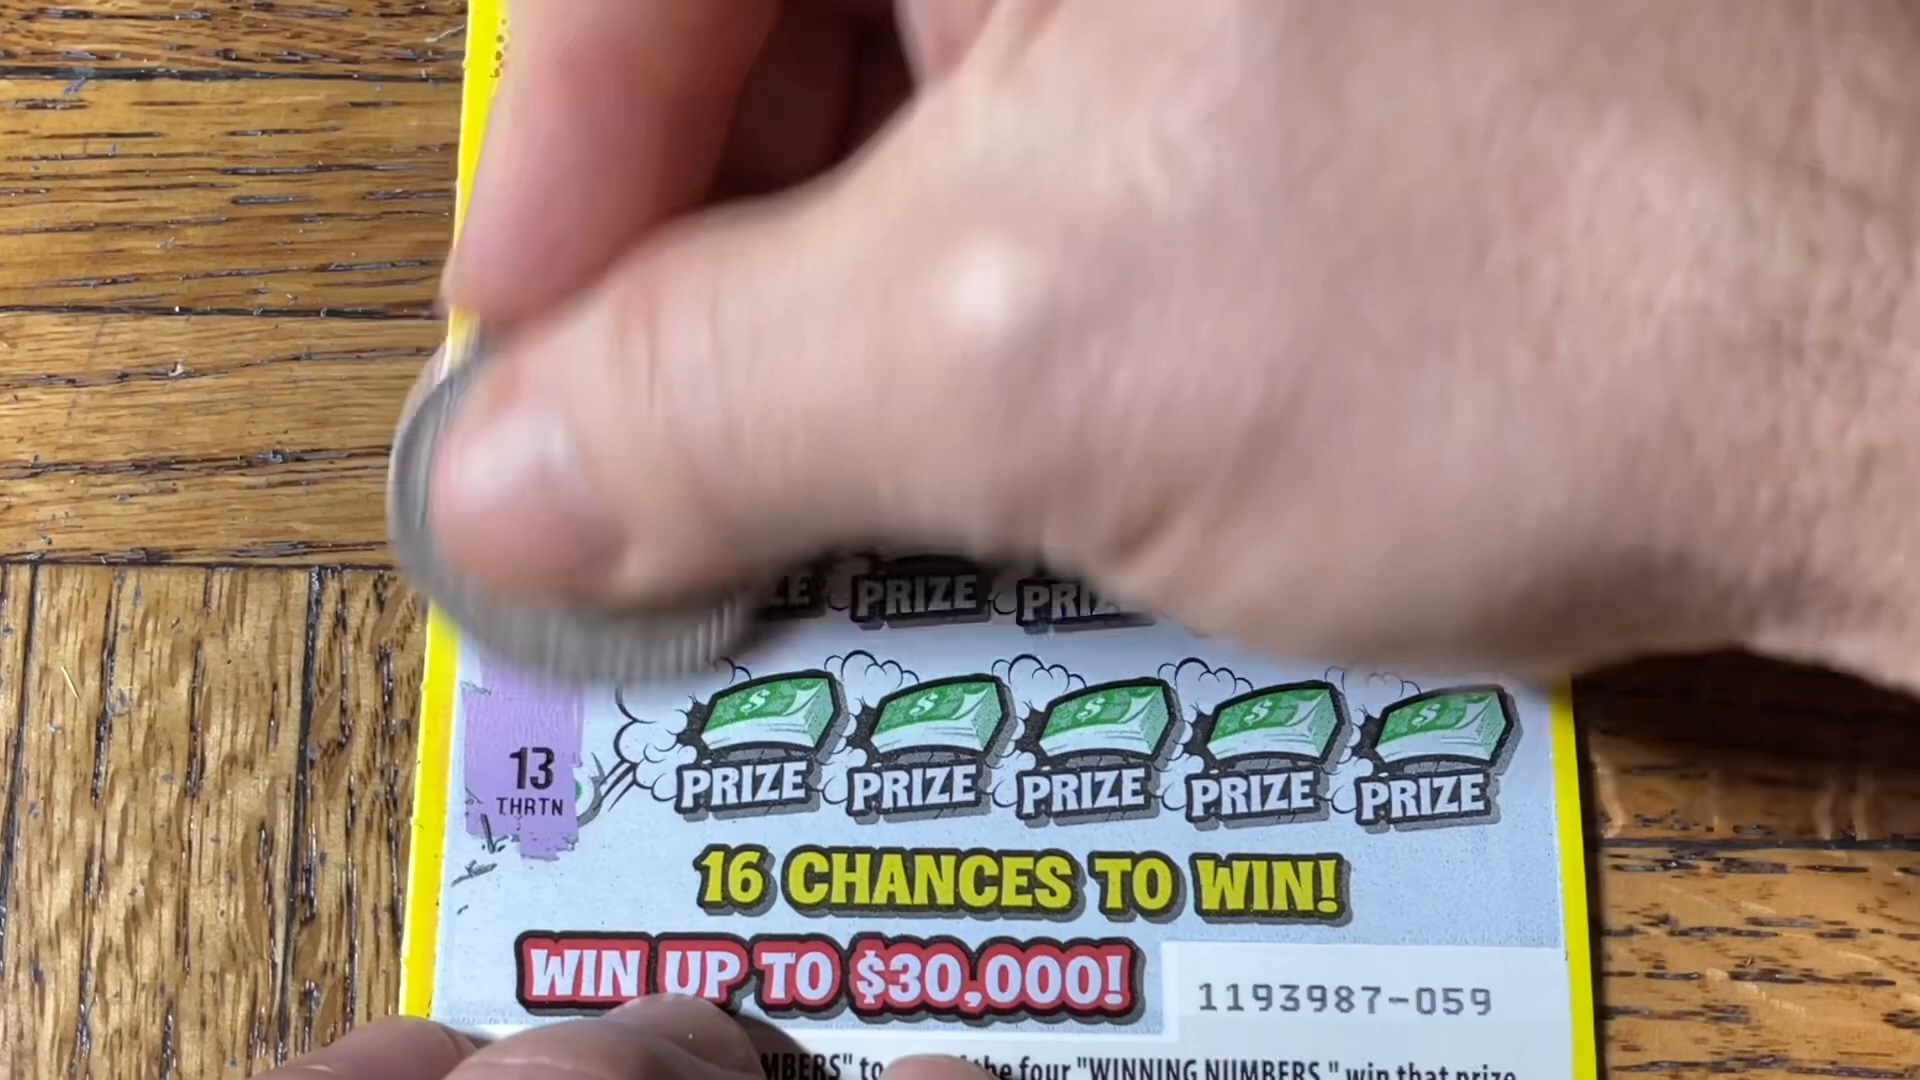 PRIZE
13
THRTN
PRIZE PRIZE PRIZE PRIZE PRIZE
16 CHANCES TO WIN!
WIN UP TO $30,000!
1193987-059
the four "WINNING NUMBERS," win that prize